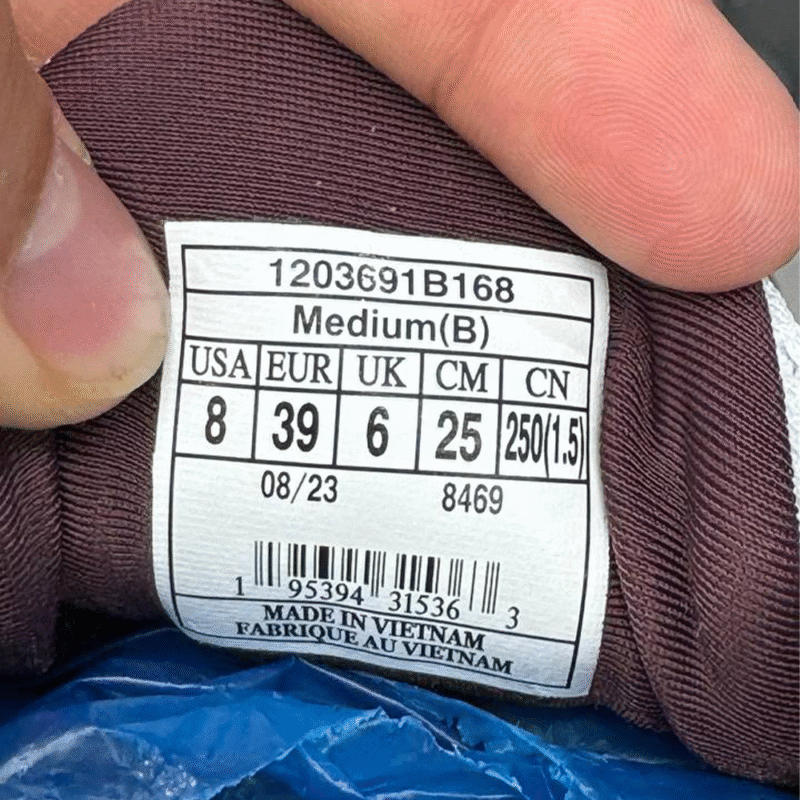 1203691B168
Medium(B)
USA EUR UK CM CN
8 39 6 25 250(1.5)
08/23 8469
1 95394 31536 3
MADE IN VIETNAM
FABRIQUE AU VIETNAM